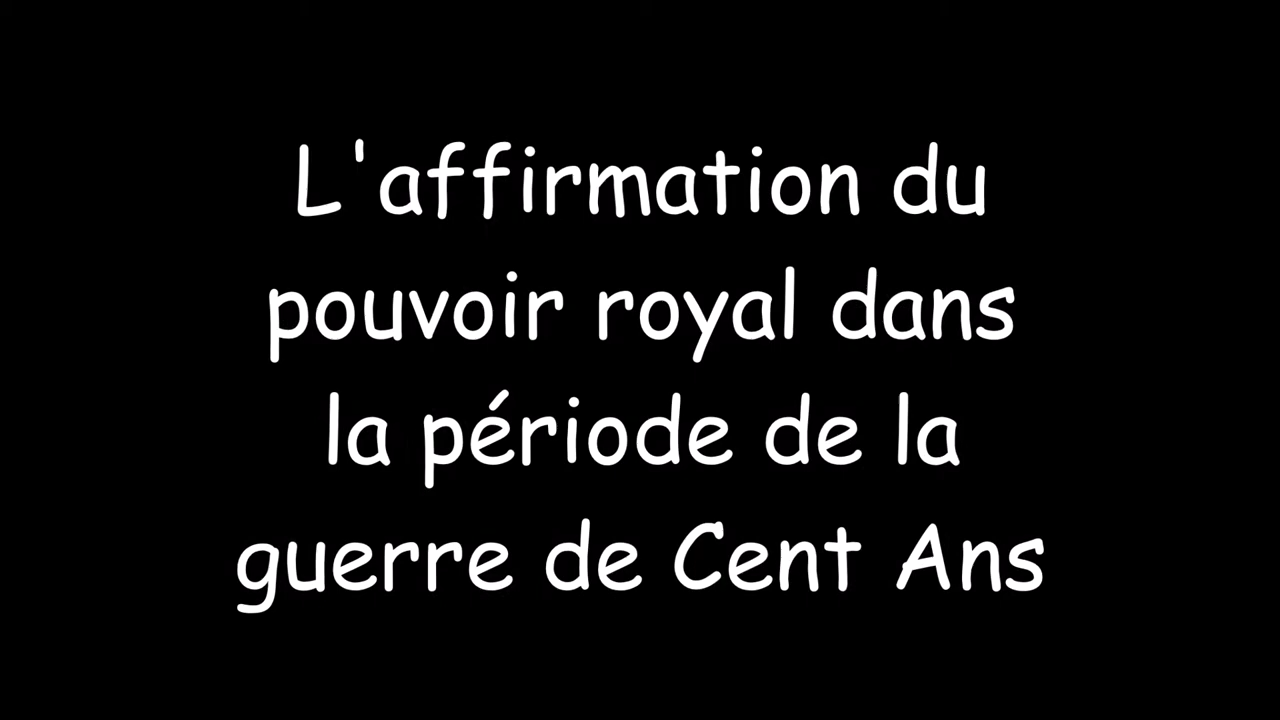 L'affirmation du
pouvoir royal dans
la période de la
guerre de Cent Ans